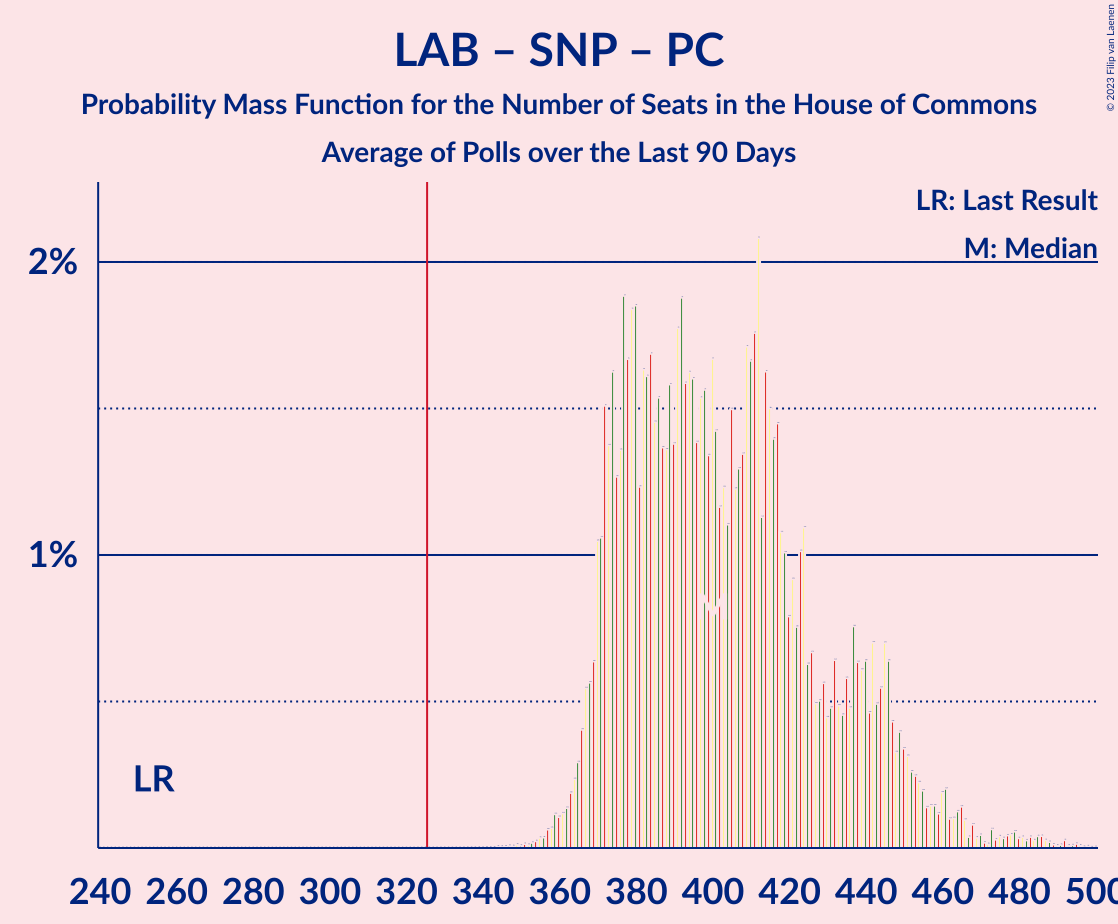 LAB – SNP – PC
Probability Mass Function for the Number of Seats in the House of Commons
Average of Polls over the Last 90 Days
© 2023 Filip van Laenen
LR: Last Result
M: Median
2%
1%
LR
240 260 280 300 320 340 360 380 400 420 440 460 480 500